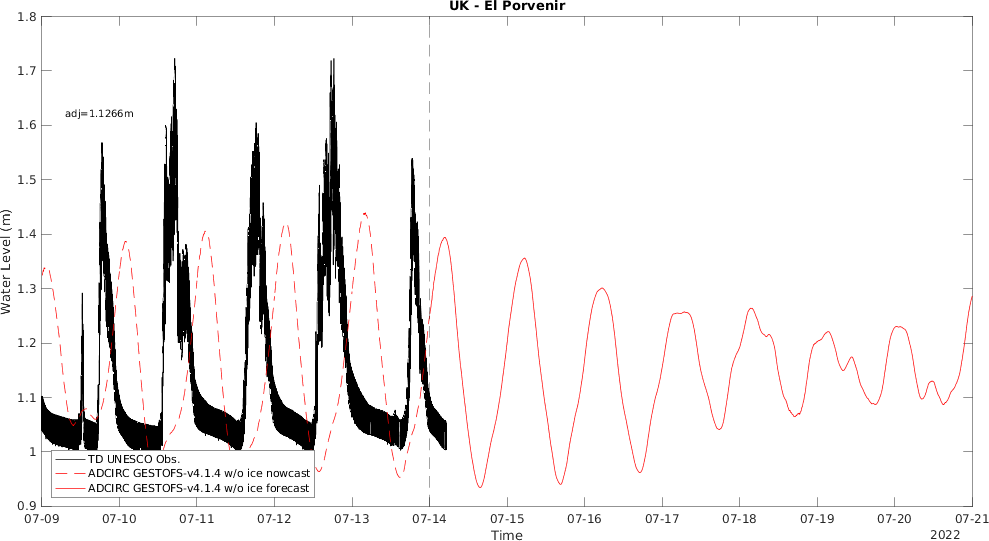 UK - El Porvenir
1.8
1.7
1.6
1.5
1.4
1.3
1.2
1.1
1
0.9
Water Level (m)
adj=1.1266m
TD UNESCO Obs.
ADCIRC GESTOFS-v4.1.4 w/o ice nowcast
ADCIRC GESTOFS-v4.1.4 w/o ice forecast
07-09 07-10 07-11 07-12 07-13 07-14 07-15 07-16 07-17 07-18 07-19 07-20 07-21
Time
2022